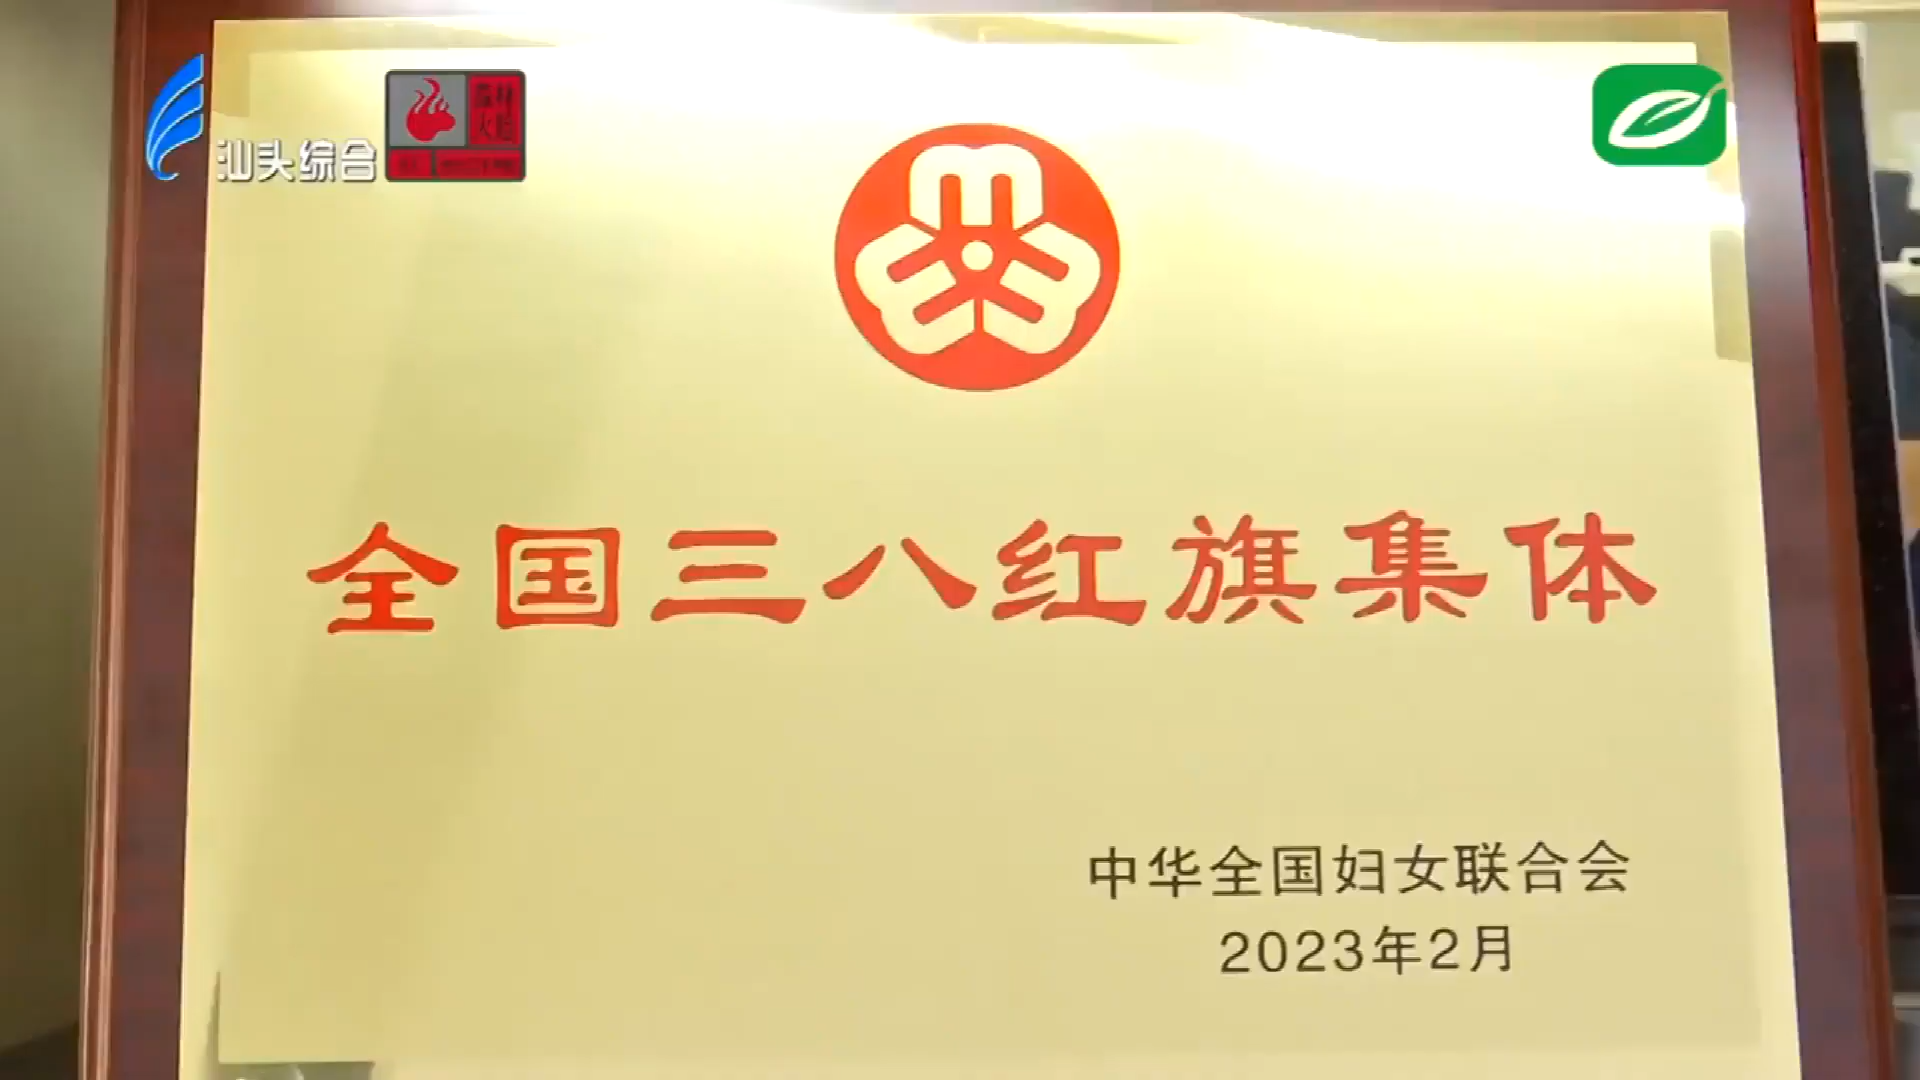 汕头综合
全国三八红旗集体
中华全国妇女联合会
2023年2月